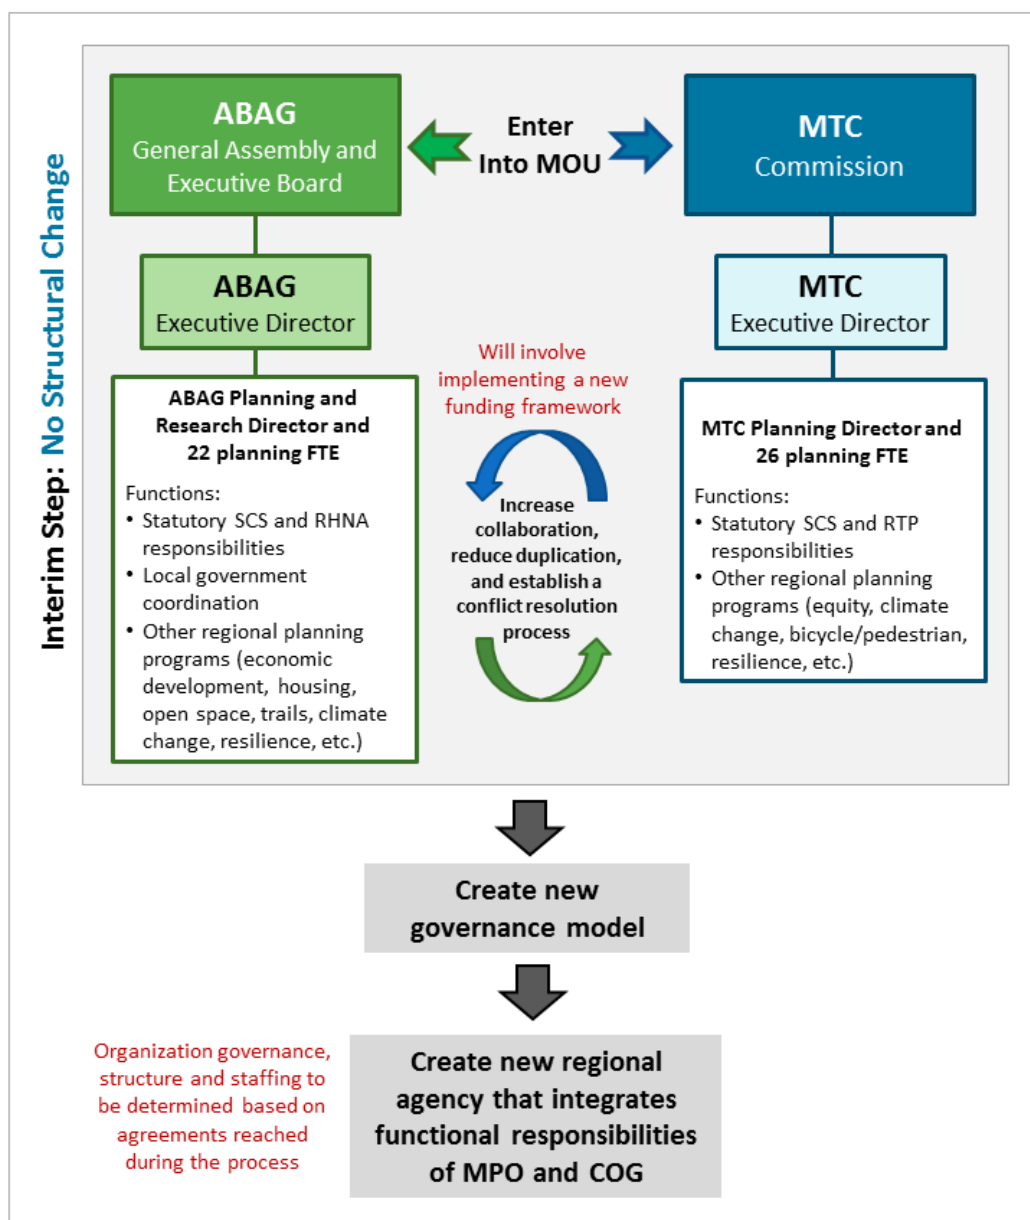 Interim Step: No Structural Change
ABAG
General Assembly and
Executive Board
Enter
Into MOU
MTC
Commission
ABAG
Executive Director
MTC
Executive Director
ABAG Planning and
Research Director and
22 planning FTE
Functions:
• Statutory SCS and RHNA
responsibilities
• Local government
coordination
• Other regional planning
programs (economic
development, housing,
open space, trails, climate
change, resilience, etc.)
Will involve
implementing a new
funding framework
Increase
collaboration,
reduce duplication,
and establish a
conflict resolution
process
MTC Planning Director and
26 planning FTE
Functions:
• Statutory SCS and RTP
responsibilities
• Other regional planning
programs (equity, climate
change, bicycle/pedestrian,
resilience, etc.)
Create new
governance model
Organization governance,
structure and staffing to
be determined based on
agreements reached
during the process
Create new regional
agency that integrates
functional responsibilities
of MPO and COG